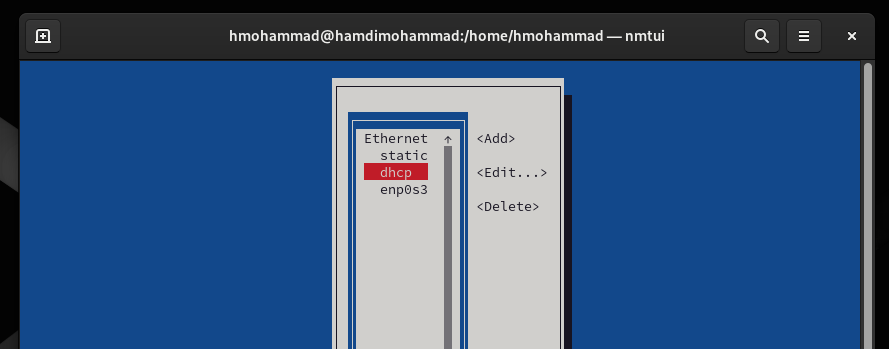 hmohammad@hamdimohammad:/home/hmohammad — nmtui
Ethernet ↑ <Add>
static
dhcp <Edit...>
enp0s3
<Delete>